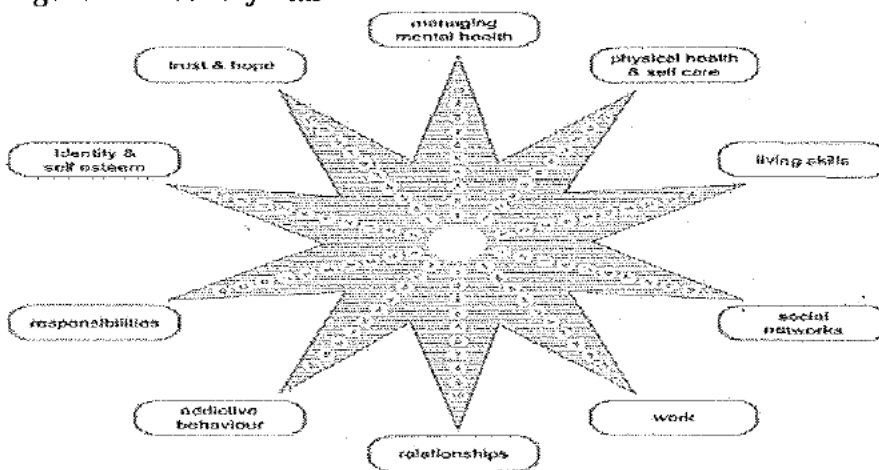 managing
mental health
trust & hope
physical health
& self care
Identity &
self esteem
living skills
responsibilities
social
networks
addictive
behaviour
work
relationships